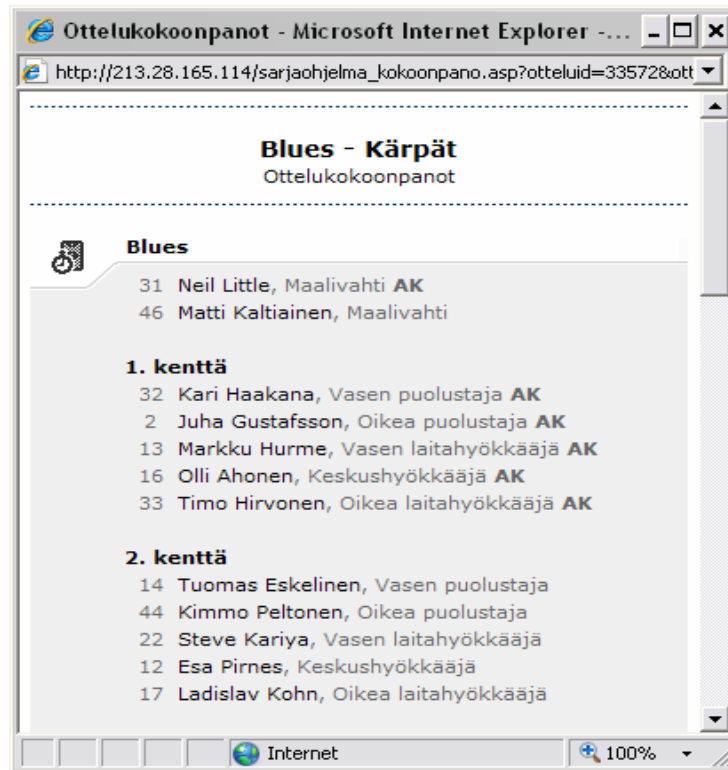 Ottelukokoonpanot - Microsoft Internet Explorer -...
http://213.28.165.114/sarjaohjelma_kokoonpano.asp?otteluid=33572&ott
Blues - Kärpät
Ottelukokoonpanot
Blues
31 Neil Little, Maalivahti AK
46 Matti Kaltiainen, Maalivahti
1. kenttä
32 Kari Haakana, Vasen puolustaja AK
2 Juha Gustafsson, Oikea puolustaja AK
13 Markku Hurme, Vasen laitahyökkääjä AK
16 Olli Ahonen, Keskushyökkääjä AK
33 Timo Hirvonen, Oikea laitahyökkääjä AK
2. kenttä
14 Tuomas Eskelinen, Vasen puolustaja
44 Kimmo Peltonen, Oikea puolustaja
22 Steve Kariya, Vasen laitahyökkääjä
12 Esa Pirnes, Keskushyökkääjä
17 Ladislav Kohn, Oikea laitahyökkääjä
Internet 100%